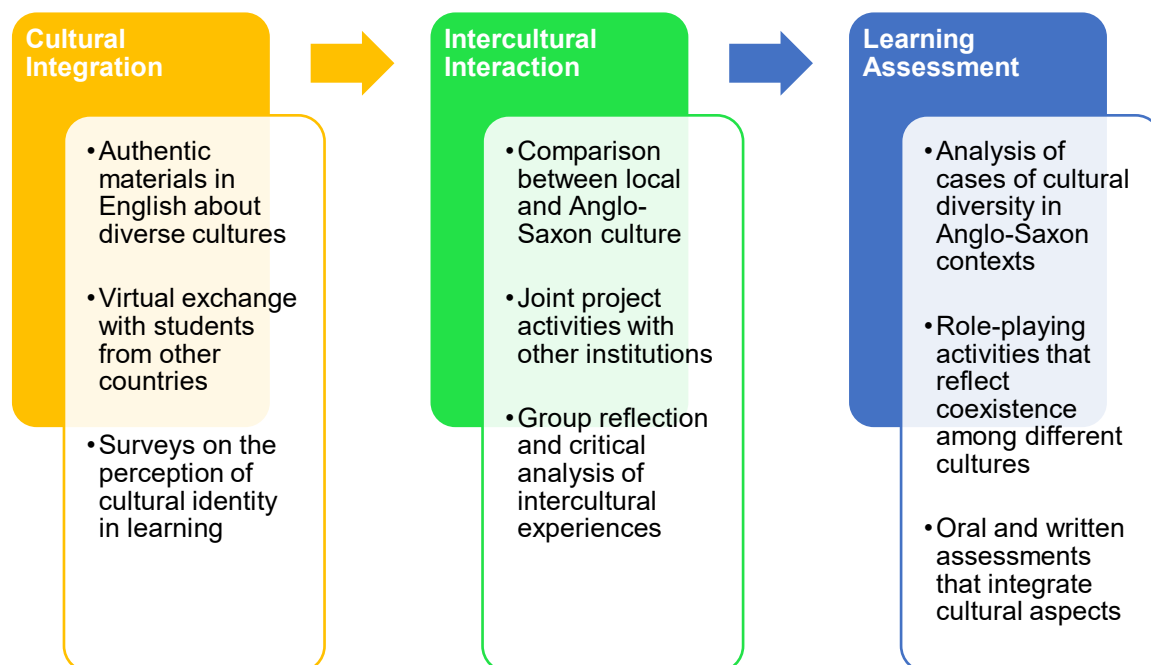 Cultural
Integration
• Authentic
materials in
English about
diverse cultures
• Virtual exchange
with students
from other
countries
• Surveys on the
perception of
cultural identity
in learning
Intercultural
Interaction
• Comparison
between local
and Anglo-
Saxon culture
• Joint project
activities with
other institutions
• Group reflection
and critical
analysis of
intercultural
experiences
Learning
Assessment
• Analysis of
cases of cultural
diversity in
Anglo-Saxon
contexts
• Role-playing
activities that
reflect
coexistence
among different
cultures
• Oral and written
assessments
that integrate
cultural aspects